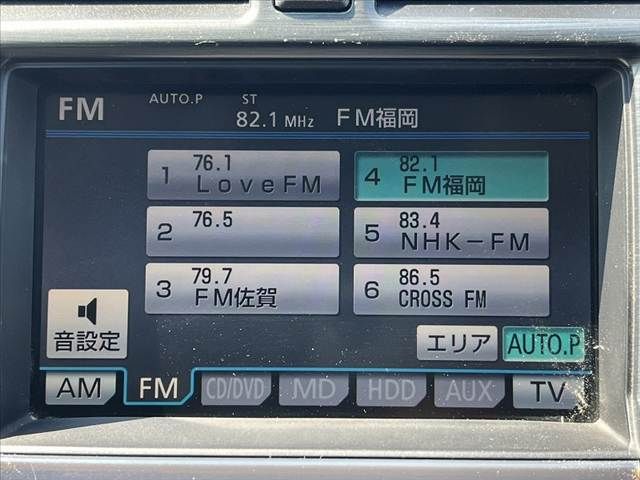 FM AUTO.P ST
82.1 MHz FM福岡
1 76.1 LoveFM
2 76.5
3 79.7 FM佐賀
4 82.1 FM福岡
5 83.4 NHK-FM
6 86.5 CROSS FM
音設定
エリア AUTO.P
AM FM CD/DVD MD HDD AUX TV